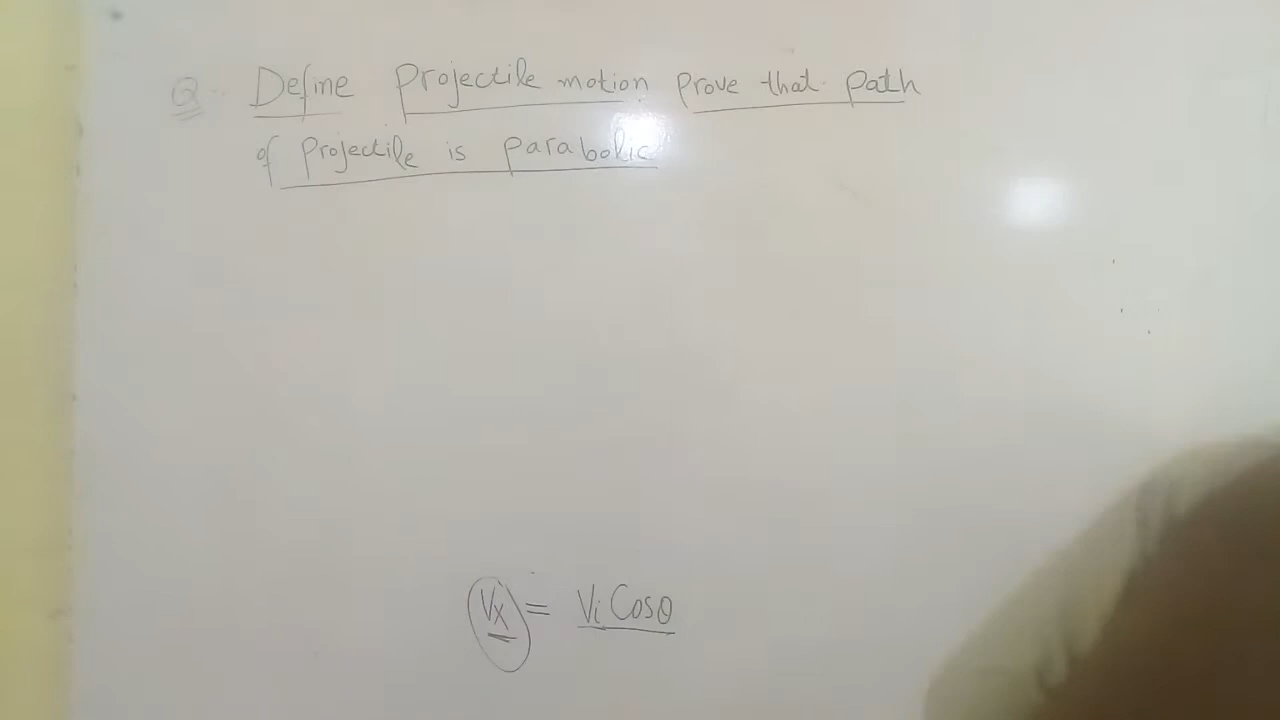 Q. Define Projectile motion. Prove that path
of Projectile is parabolic
Vx = Vi Cosθ